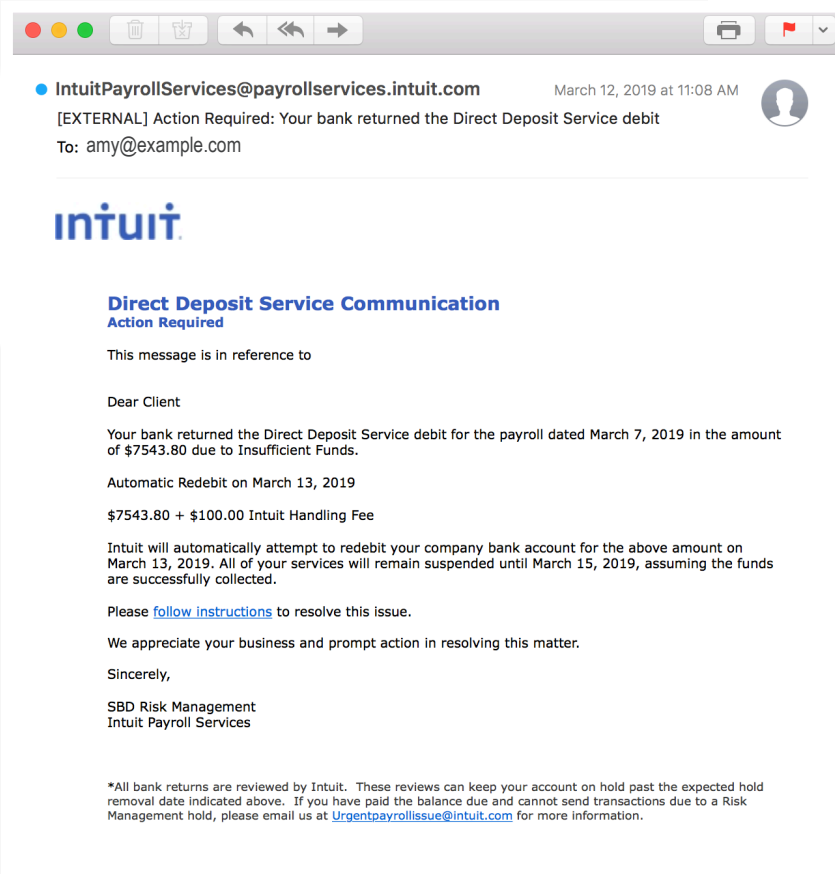 IntuitPayrollServices@payrollservices.intuit.com
March 12, 2019 at 11:08 AM
[EXTERNAL] Action Required: Your bank returned the Direct Deposit Service debit
To: amy@example.com
intuit.
Direct Deposit Service Communication
Action Required
This message is in reference to
Dear Client
Your bank returned the Direct Deposit Service debit for the payroll dated March 7, 2019 in the amount
of $7543.80 due to Insufficient Funds.
Automatic Redebit on March 13, 2019
$7543.80 + $100.00 Intuit Handling Fee
Intuit will automatically attempt to redebit your company bank account for the above amount on
March 13, 2019. All of your services will remain suspended until March 15, 2019, assuming the funds
are successfully collected.
Please follow instructions to resolve this issue.
We appreciate your business and prompt action in resolving this matter.
Sincerely,
SBD Risk Management
Intuit Payroll Services
*All bank returns are reviewed by Intuit.  These reviews can keep your account on hold past the expected hold
removal date indicated above.  If you have paid the balance due and cannot send transactions due to a Risk
Management hold, please email us at Urgentpayrollissue@intuit.com for more information.